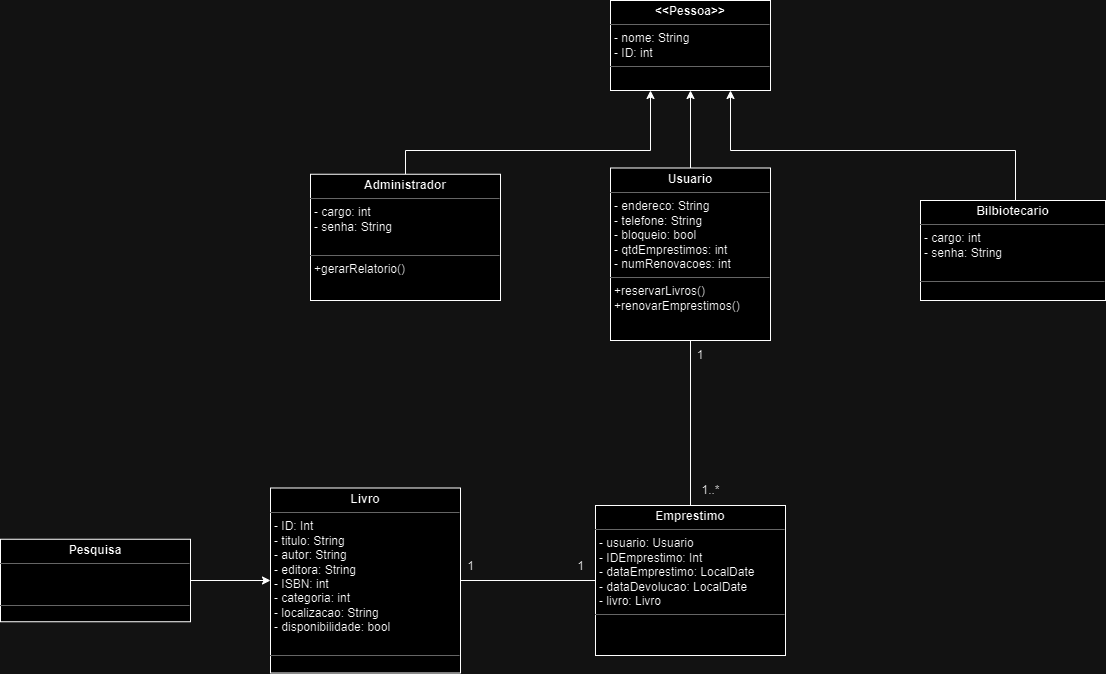 <<Pessoa>>
- nome: String
- ID: int
Administrador
- cargo: int
- senha: String
+gerarRelatorio()
Usuario
- endereco: String
- telefone: String
- bloqueio: bool
- qtdEmprestimos: int
- numRenovacoes: int
+reservarLivros()
+renovarEmprestimos()
Bilbiotecario
- cargo: int
- senha: String
1
1..*
Pesquisa
Livro
- ID: Int
- titulo: String
- autor: String
- editora: String
- ISBN: int
- categoria: int
- localizacao: String
- disponibilidade: bool
1
1
Emprestimo
- usuario: Usuario
- IDEmprestimo: Int
- dataEmprestimo: LocalDate
- dataDevolucao: LocalDate
- livro: Livro